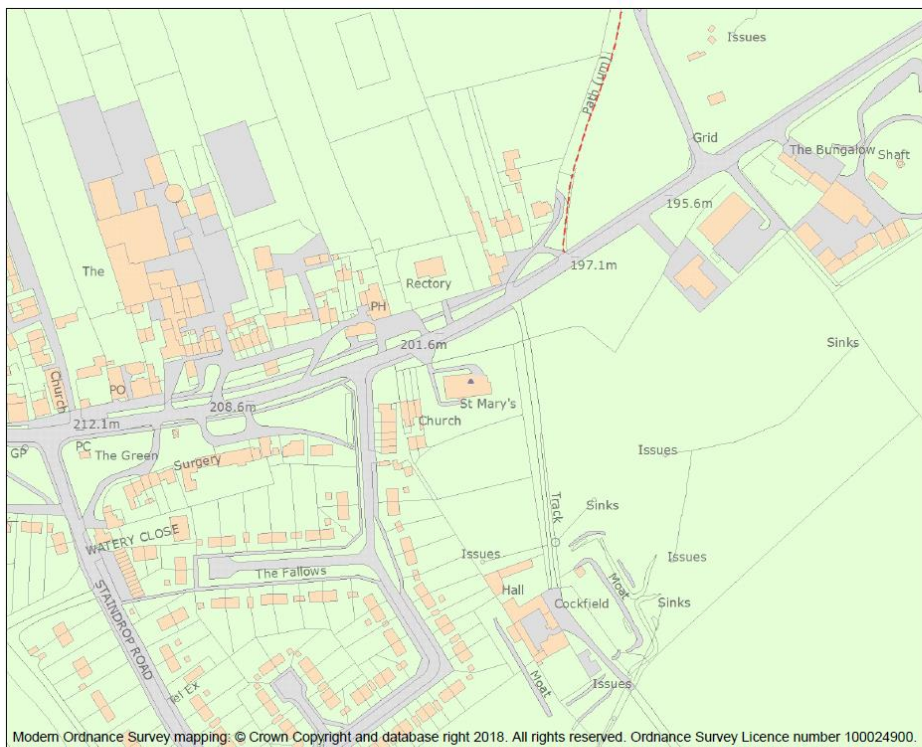 Issues
Path (um)
Grid
The Bungalow
Shaft
195.6m
197.1m
The
Rectory
PH
201.6m
Sinks
Church
PO
208.6m
212.1m
St Mary's
Church
GP
PC
The Green
Surgery
Issues
Track
Sinks
WATERY CLOSE
Issues
Issues
The Fallows
Hall
Cockfield
Moat
Sinks
STAINDROP ROAD
Tel Ex
Moat
Issues
Modern Ordnance Survey mapping: © Crown Copyright and database right 2018. All rights reserved. Ordnance Survey Licence number 100024900.